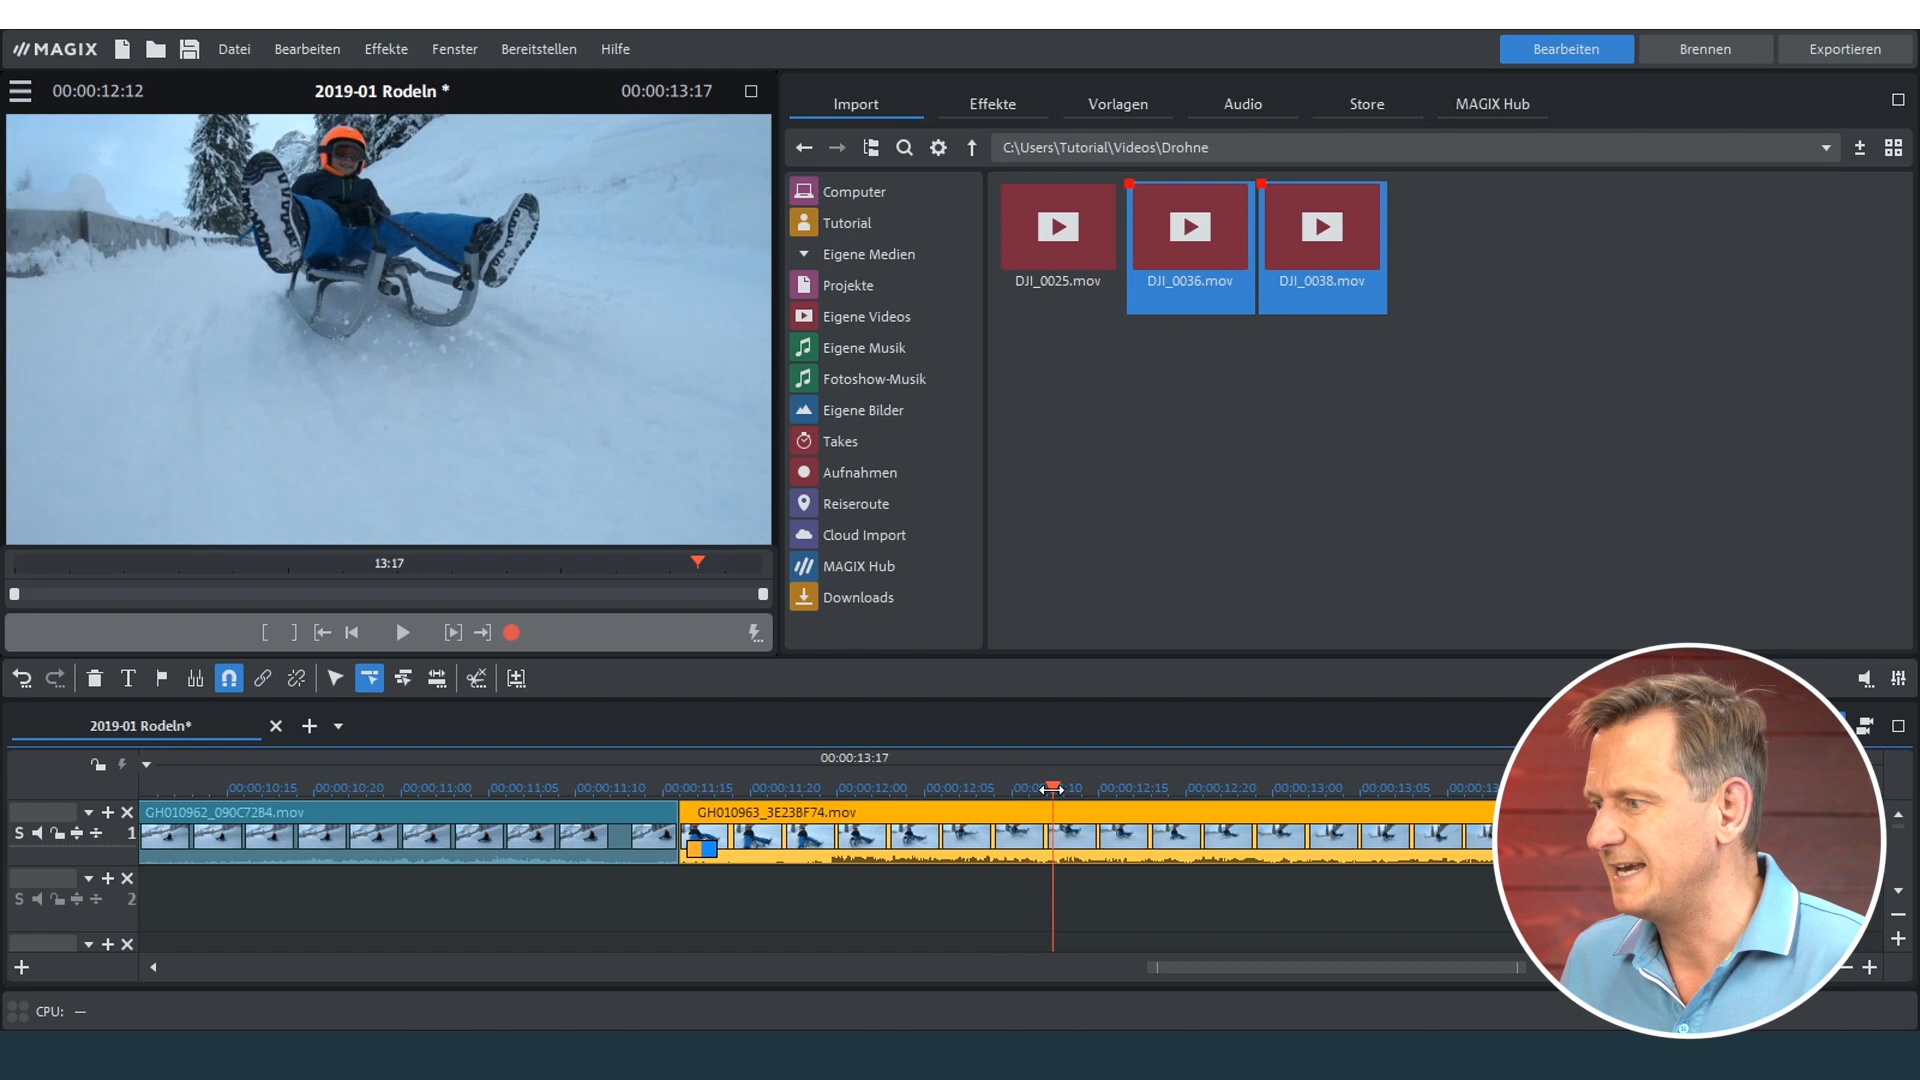 MAGIX Datei Bearbeiten Effekte Fenster Bereitstellen Hilfe Bearbeiten Brennen Exportieren
00:00:12:12 2019-01 Rodeln * 00:00:13:17
Import Effekte Vorlagen Audio Store MAGIX Hub
C:\Users\Tutorial\Videos\Drohne
Computer
Tutorial
Eigene Medien
Projekte
Eigene Videos
Eigene Musik
Fotoshow-Musik
Eigene Bilder
Takes
Aufnahmen
Reiseroute
Cloud Import
MAGIX Hub
Downloads
DJI_0025.mov DJI_0036.mov DJI_0038.mov
13:17
2019-01 Rodeln*
00:00:13:17
00:00:10:15 00:00:10:20 00:00:11:00 00:00:11:05 00:00:11:10 00:00:11:15 00:00:11:20 00:00:12:00 00:00:12:05 00:00:12:15 00:00:12:20 00:00:13:00 00:00:13:05
GH010962_090C72B4.mov GH010963_3E23BF74.mov
S 1
S 2
CPU: —